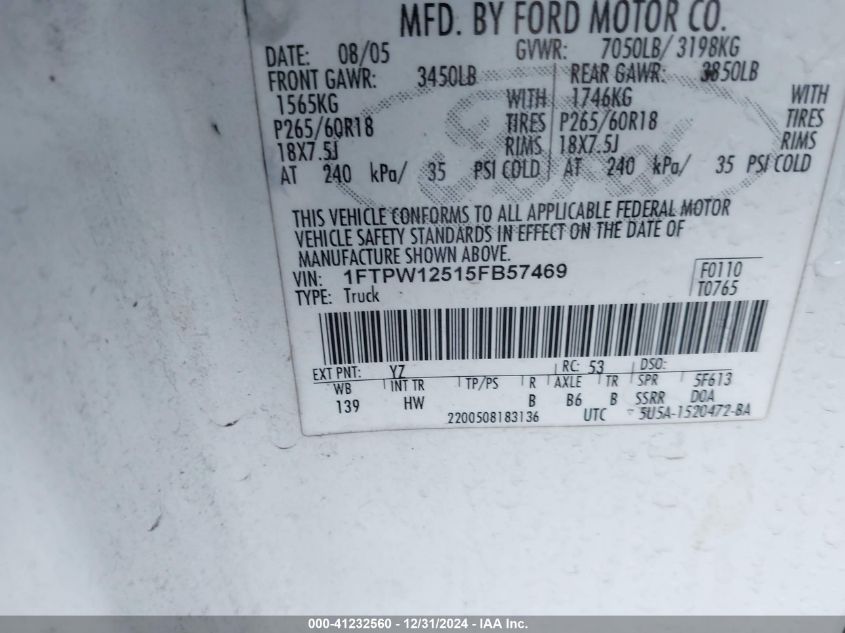 MFD. BY FORD MOTOR CO.
DATE: 08/05 GVWR: 7050LB/ 3198KG
FRONT GAWR: 3450LB REAR GAWR: 3850LB
1565KG WITH 1746KG WITH
P265/60R18 TIRES P265/60R18 TIRES
18X7.5J RIMS 18X7.5J RIMS
AT 240 kPa/ 35 PSI COLD AT 240 kPa/ 35 PSI COLD
Ford
THIS VEHICLE CONFORMS TO ALL APPLICABLE FEDERAL MOTOR
VEHICLE SAFETY STANDARDS IN EFFECT ON THE DATE OF
MANUFACTURE SHOWN ABOVE.
VIN: 1FTPW12515FB57469 F0110
TYPE: Truck T0765
EXT PNT: YZ RC: 53 DSO:
WB INT TR TP/PS R AXLE TR SPR 5F613
139 HW B B6 B SSRR DOA
2200508183136 UTC 5U5A-1520472-BA
000-41232560 - 12/31/2024 - IAA Inc.